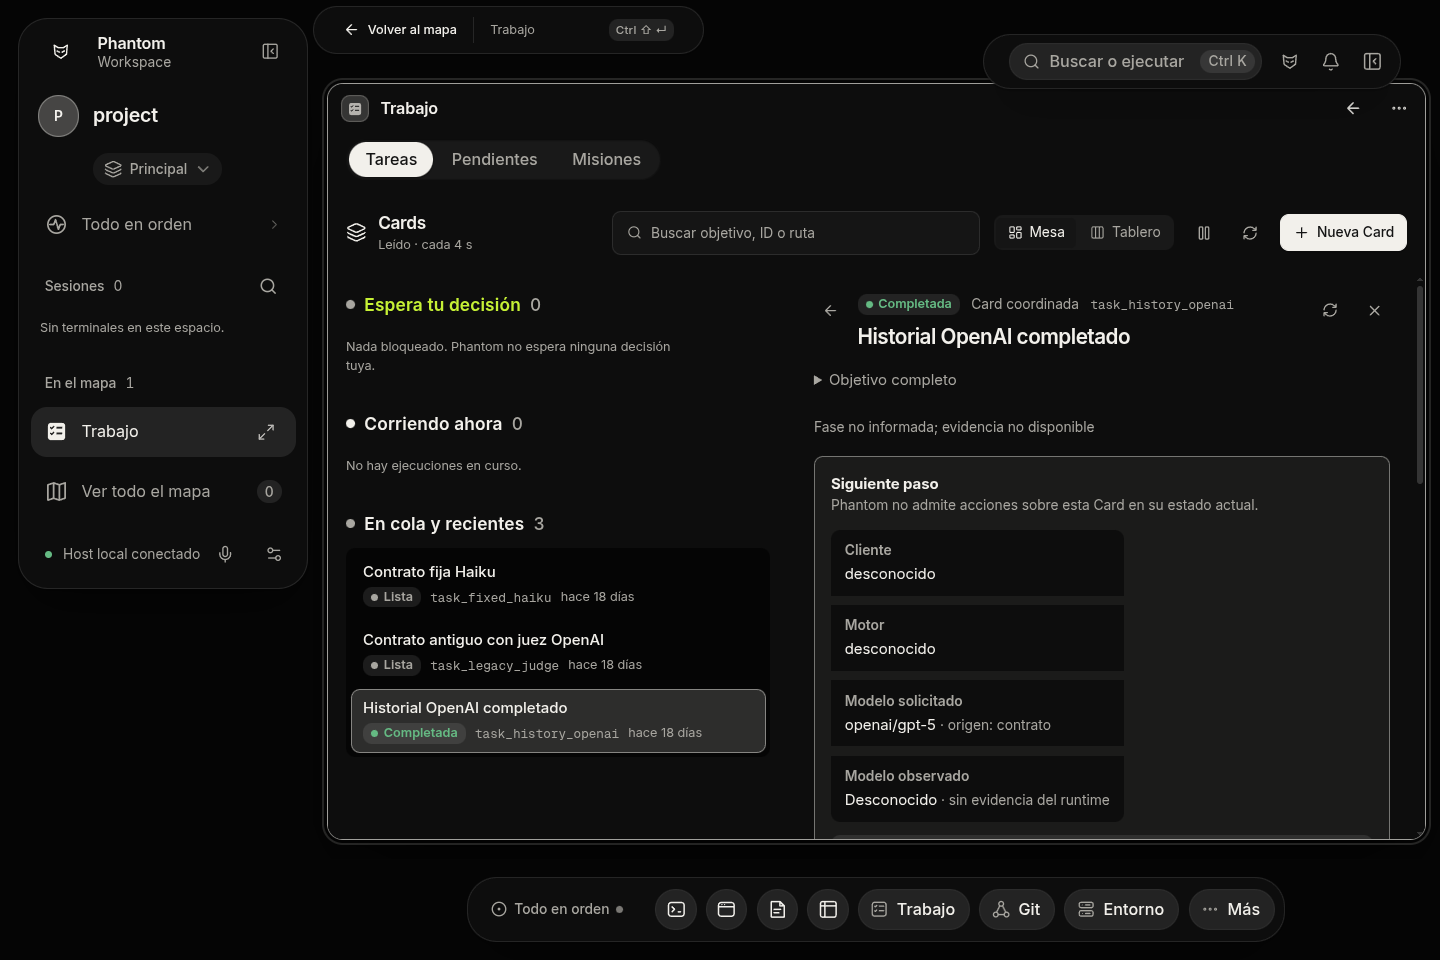 Phantom
Workspace
P
project
Principal
Todo en orden
Sesiones 0
Sin terminales en este espacio.
En el mapa 1
Trabajo
Ver todo el mapa 0
Host local conectado
Volver al mapa
Trabajo
Ctrl ⇧ ↵
Buscar o ejecutar
Ctrl K
Trabajo
Tareas
Pendientes
Misiones
Cards
Leído · cada 4 s
Buscar objetivo, ID o ruta
Mesa
Tablero
Nueva Card
Espera tu decisión 0
Nada bloqueado. Phantom no espera ninguna decisión
tuya.
Corriendo ahora 0
No hay ejecuciones en curso.
En cola y recientes 3
Contrato fija Haiku
Lista task_fixed_haiku hace 18 días
Contrato antiguo con juez OpenAI
Lista task_legacy_judge hace 18 días
Historial OpenAI completado
Completada task_history_openai hace 18 días
Completada Card coordinada task_history_openai
Historial OpenAI completado
Objetivo completo
Fase no informada; evidencia no disponible
Siguiente paso
Phantom no admite acciones sobre esta Card en su estado actual.
Cliente
desconocido
Motor
desconocido
Modelo solicitado
openai/gpt-5 · origen: contrato
Modelo observado
Desconocido · sin evidencia del runtime
Todo en orden
Trabajo
Git
Entorno
Más